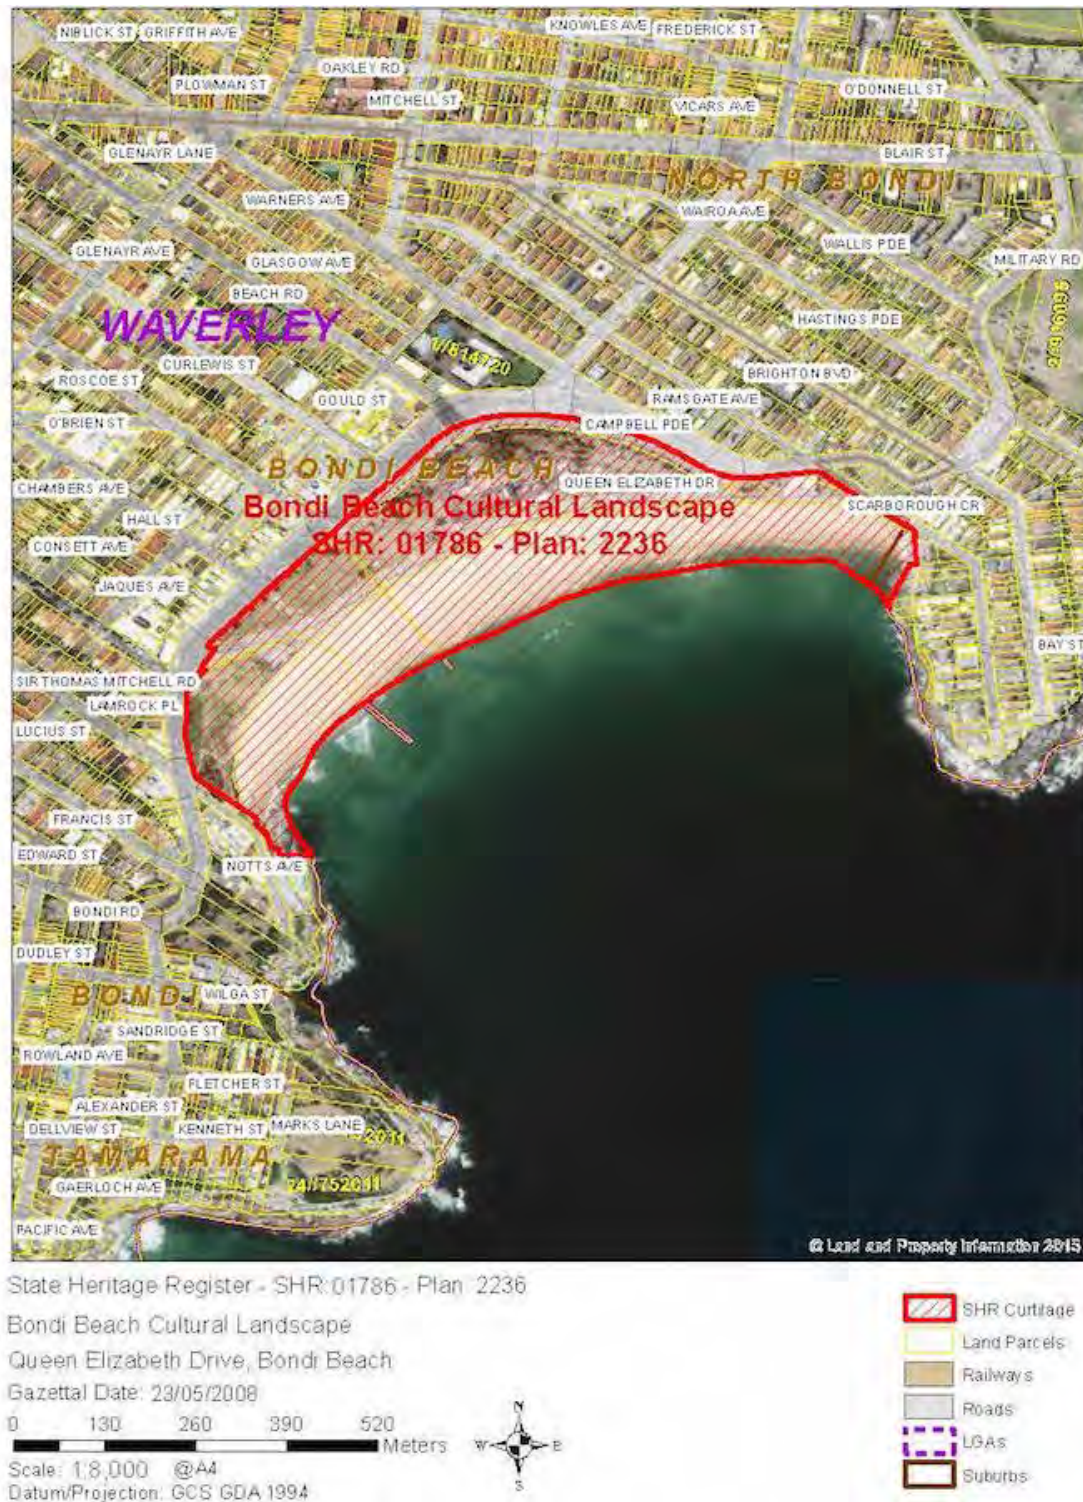 NIBLICK ST GRIFFITH AVE
KNOWLES AVE FREDERICK ST
OAKLEY RD
PLOWMAN ST
MITCHELL ST
O'DONNELL ST
VICARS AVE
GLENAYR LANE
BLAIR ST
NORTH BONDI
WARNERS AVE
WAIROA AVE
GLENAYR AVE
WALLIS PDE
GLASGOW AVE
MILITARY RD
BEACH RD
WAVERLEY
HASTINGS PDE
1/814720
CURLEWIS ST
BRIGHTON BVD
ROSCOE ST
GOULD ST
RAMSGATE AVE
O'BRIEN ST
CAMPBELL PDE
BONDI BEACH
CHAMBERS AVE
QUEEN ELIZABETH DR
Bondi Beach Cultural Landscape
SCARBOROUGH CR
HALL ST
SHR: 01786 - Plan: 2236
CONSETT AVE
JAQUES AVE
BAY ST
SIR THOMAS MITCHELL RD
LAMROCK PL
LUCIUS ST
FRANCIS ST
EDWARD ST
NOTTS AVE
BONDI RD
DUDLEY ST
BONDI
WILGA ST
SANDRIDGE ST
ROWLAND AVE
FLETCHER ST
ALEXANDER ST
DELLVIEW ST
KENNETH ST
MARKS LANE
TAMARAMA
GAERLOCH AVE
24//752011
PACIFIC AVE
© Land and Property Information 2015
State Heritage Register - SHR: 01786 - Plan: 2236
Bondi Beach Cultural Landscape
Queen Elizabeth Drive, Bondi Beach
Gazettal Date: 23/05/2008
0 130 260 390 520
Meters
Scale: 1:8,000 @A4
Datum/Projection: GCS GDA 1994
N
W E
S
SHR Curtilage
Land Parcels
Railways
Roads
LGAs
Suburbs